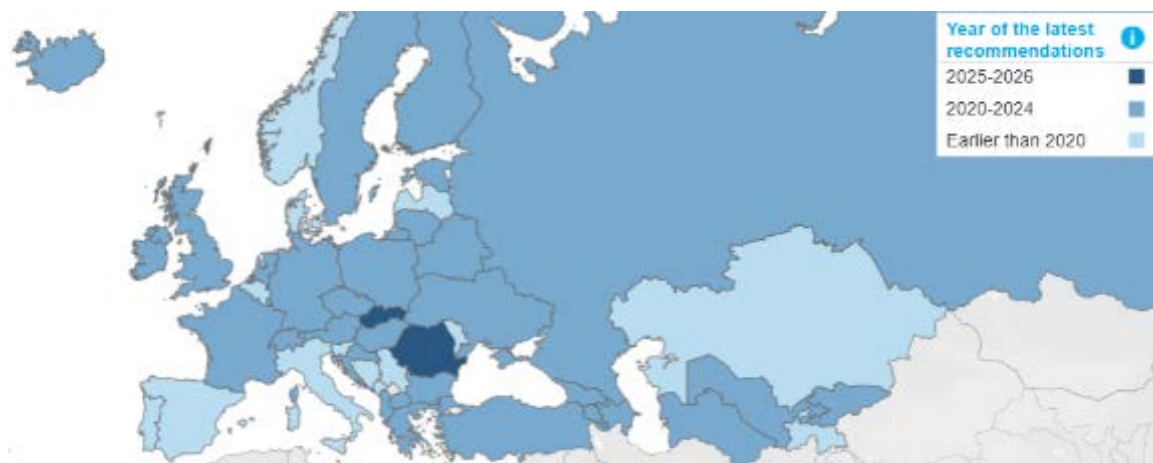 Year of the latest
recommendations
i
2025-2026
2020-2024
Earlier than 2020